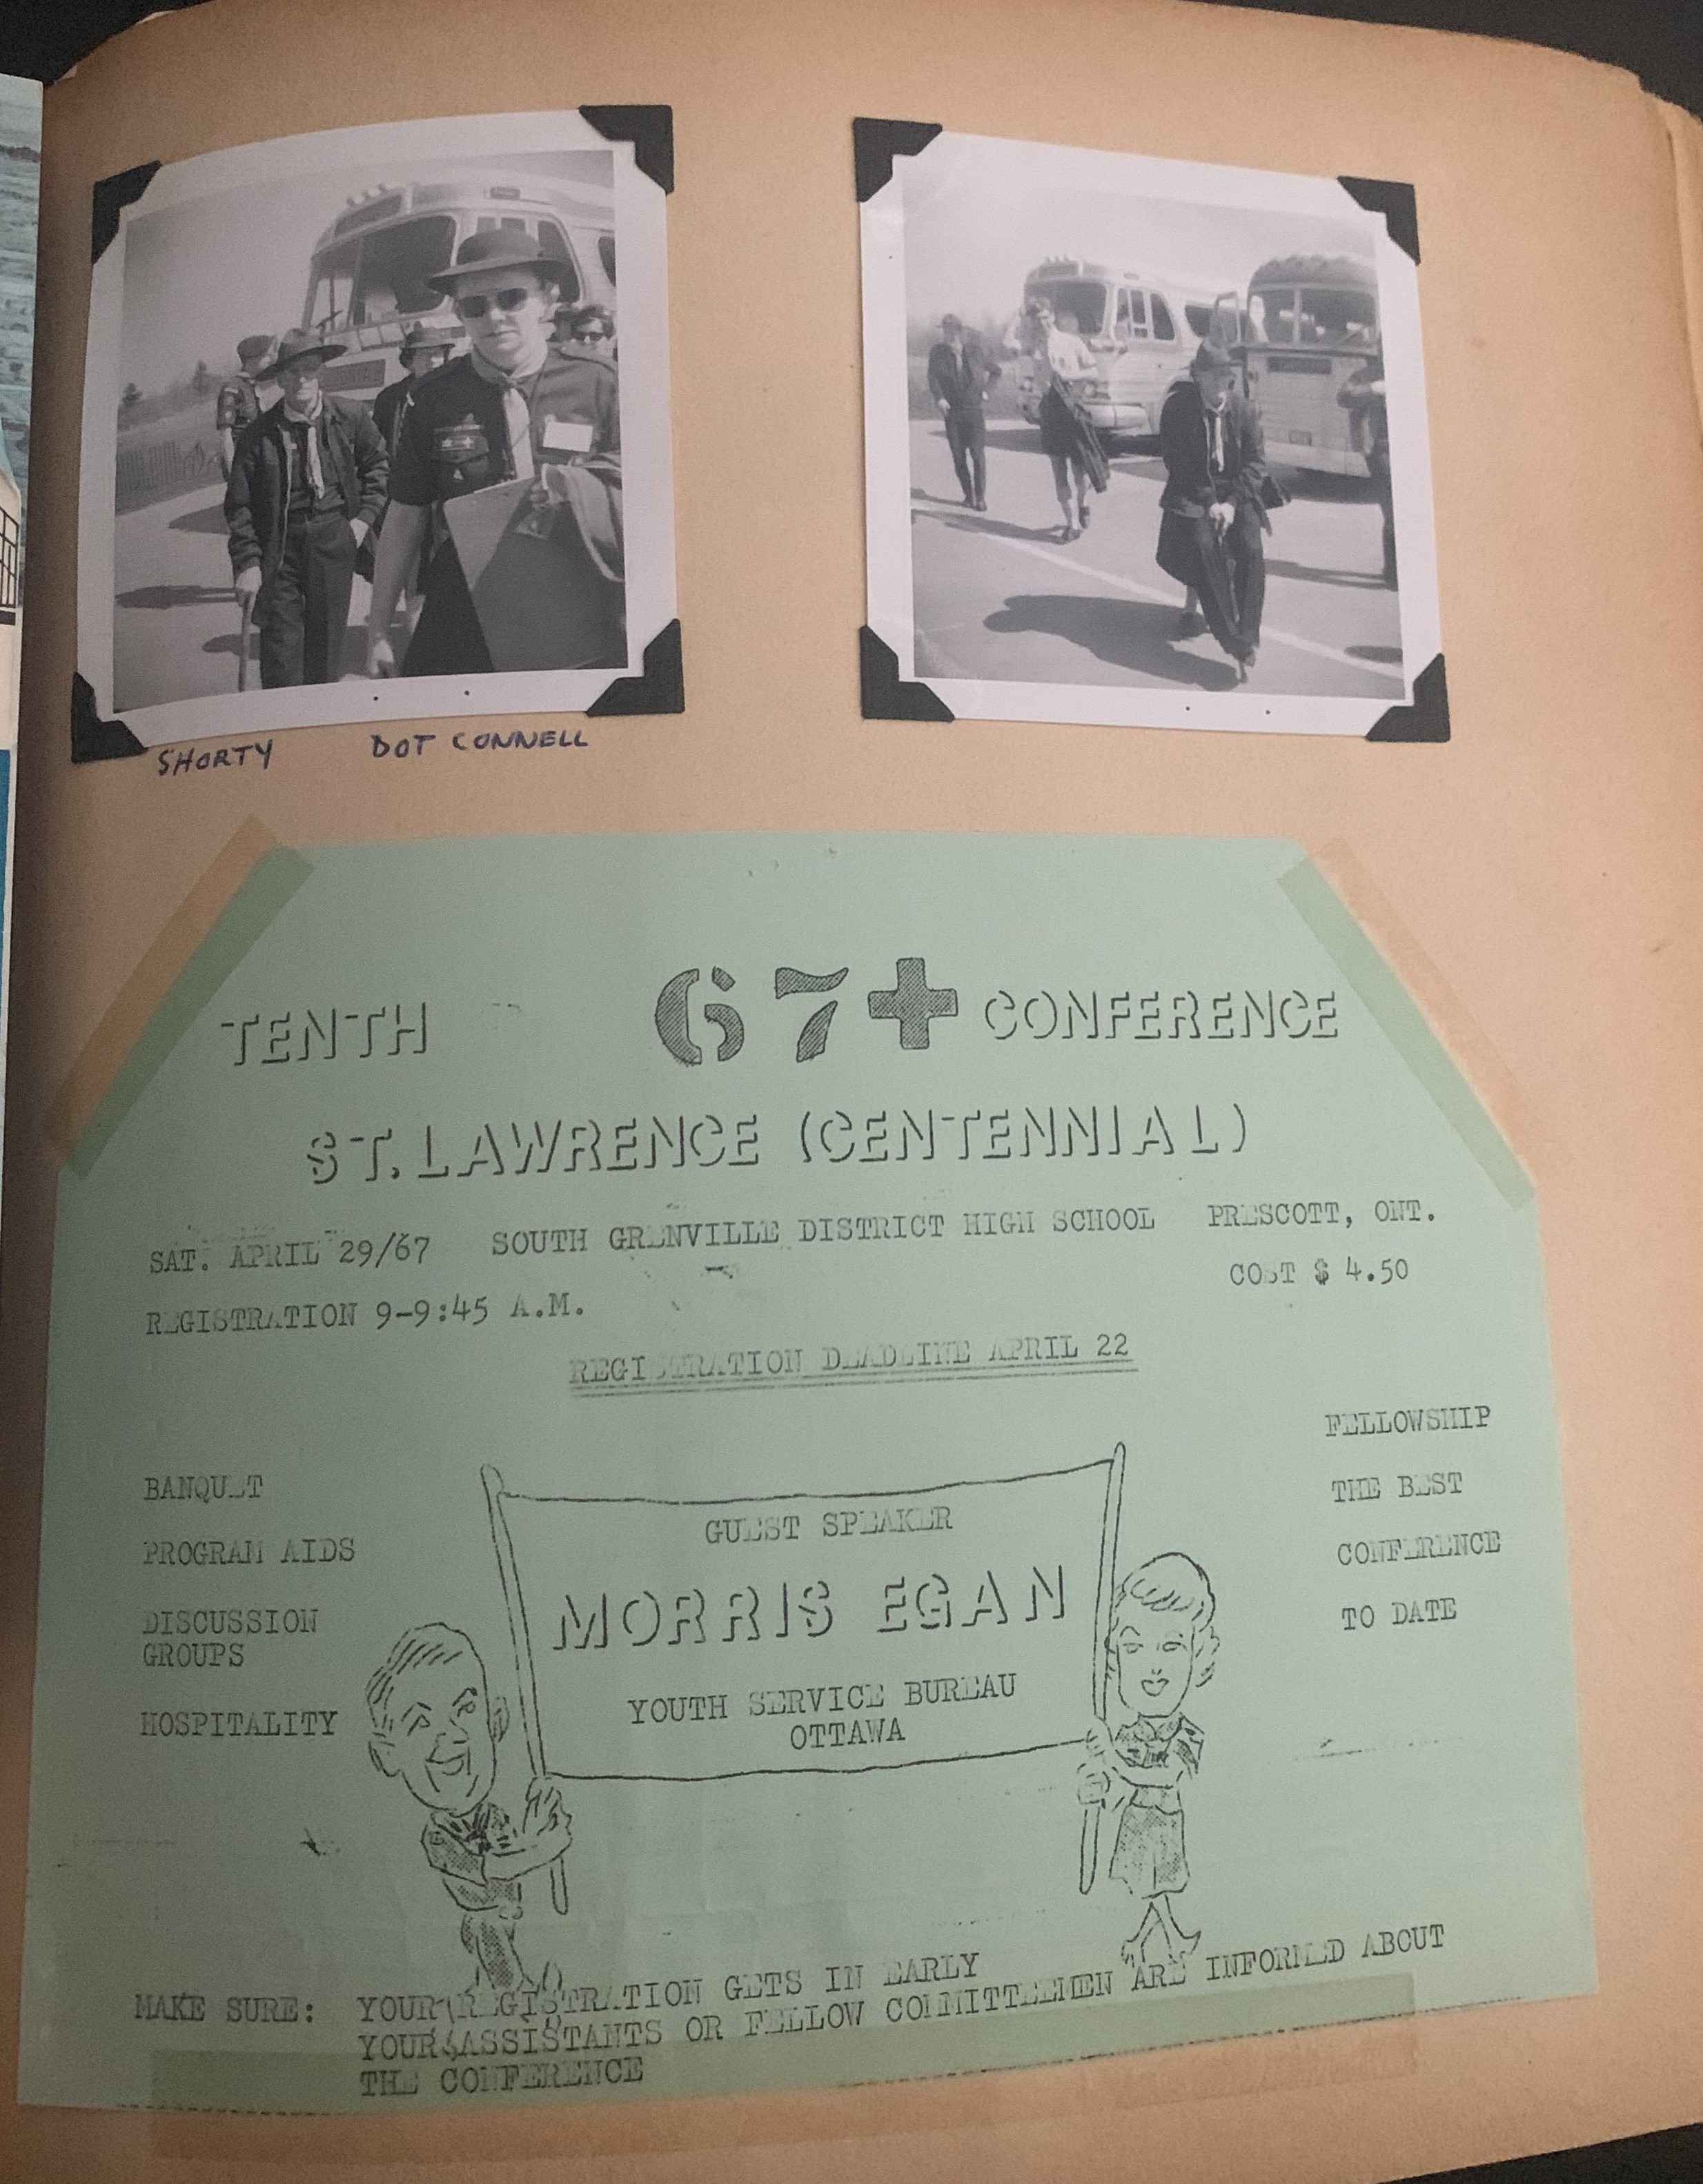 SHORTY DOT CONNELL
TENTH 67+ CONFERENCE
ST. LAWRENCE (CENTENNIAL)
SAT. APRIL 29/67 SOUTH GRENVILLE DISTRICT HIGH SCHOOL PRESCOTT, ONT.
COST $ 4.50
REGISTRATION 9-9:45 A.M.
REGISTRATION DEADLINE APRIL 22
BANQUET
PROGRAM AIDS
DISCUSSION
GROUPS
HOSPITALITY
GUEST SPEAKER
MORRIS EGAN
YOUTH SERVICE BUREAU
OTTAWA
FELLOWSHIP
THE BEST
CONFERENCE
TO DATE
MAKE SURE: YOUR REGISTRATION GETS IN EARLY
YOUR ASSISTANTS OR FELLOW COMMITTEEMEN ARE INFORMED ABOUT
THE CONFERENCE